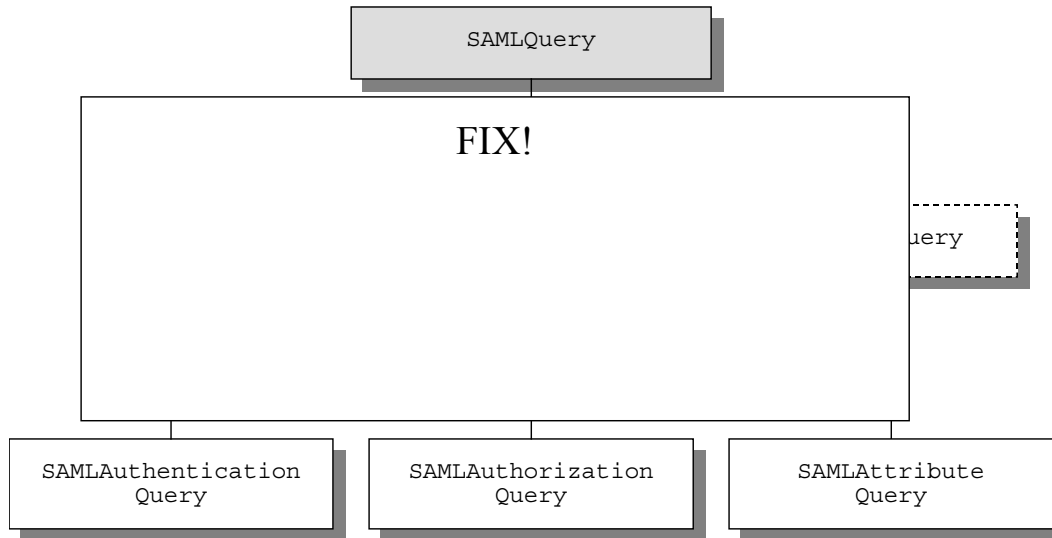 SAMLQuery
FIX!
uery
SAMLAuthentication
Query
SAMLAuthorization
Query
SAMLAttribute
Query